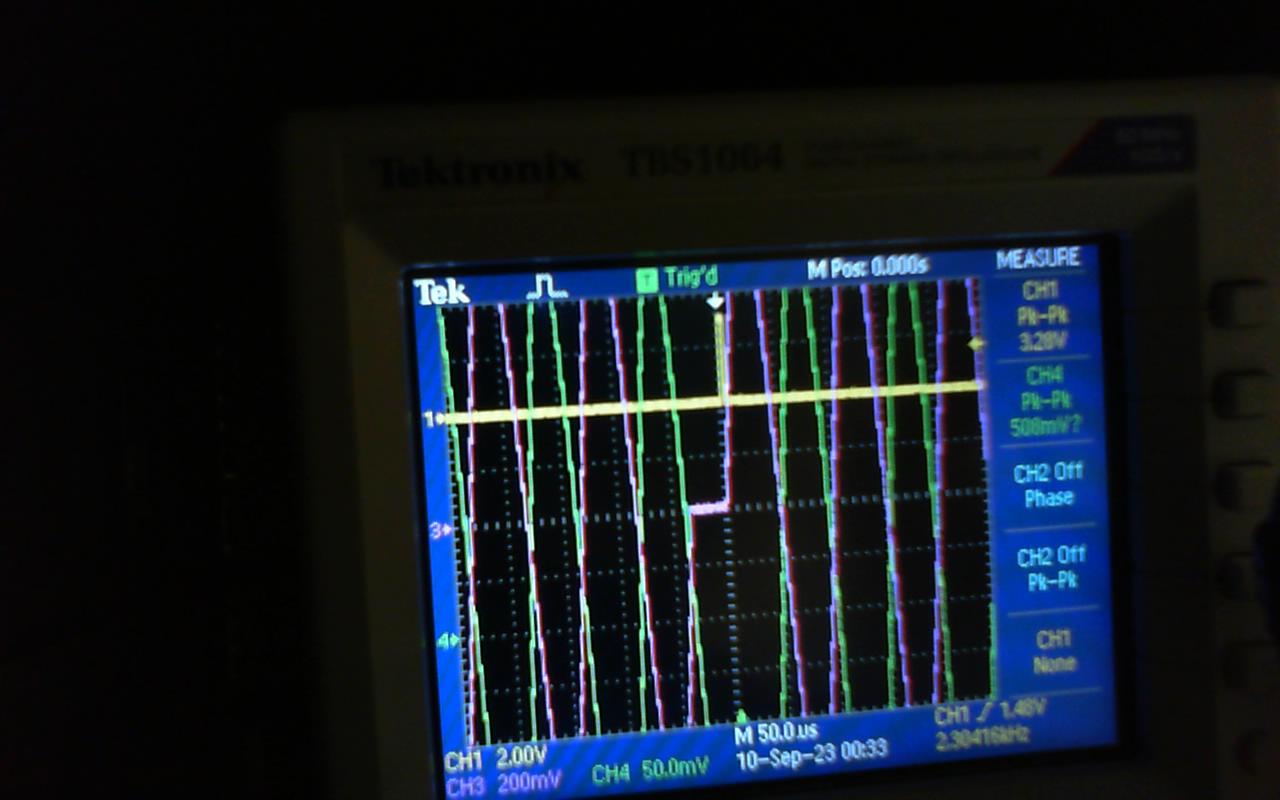 Tektronix TBS1064
Tek Trig'd M Pos: 0.000s MEASURE
CH1
Pk-Pk
3.28V
CH4
Pk-Pk
508mV?
CH2 Off
Phase
CH2 Off
Pk-Pk
CH1
None
1
3
4
CH1 2.00V M 50.0us CH1 / 1.48V
CH3 200mV CH4 50.0mV 10-Sep-23 00:33 2.30416kHz